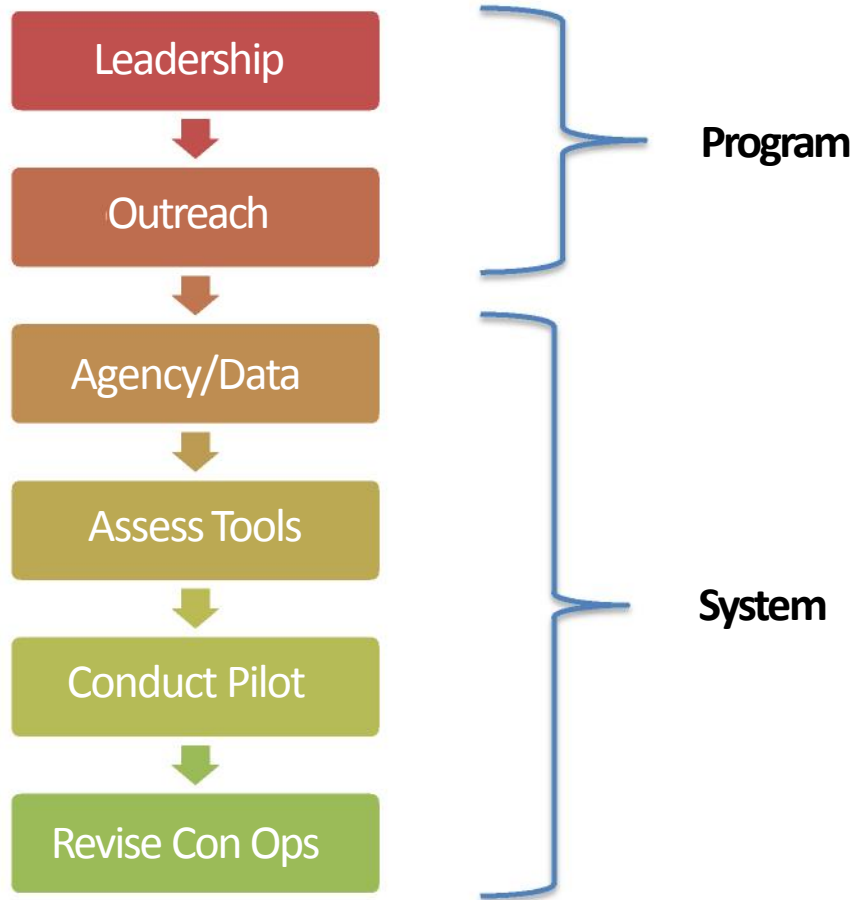 Leadership
Program
Outreach
Agency/Data
Assess Tools
System
Conduct Pilot
Revise Con Ops